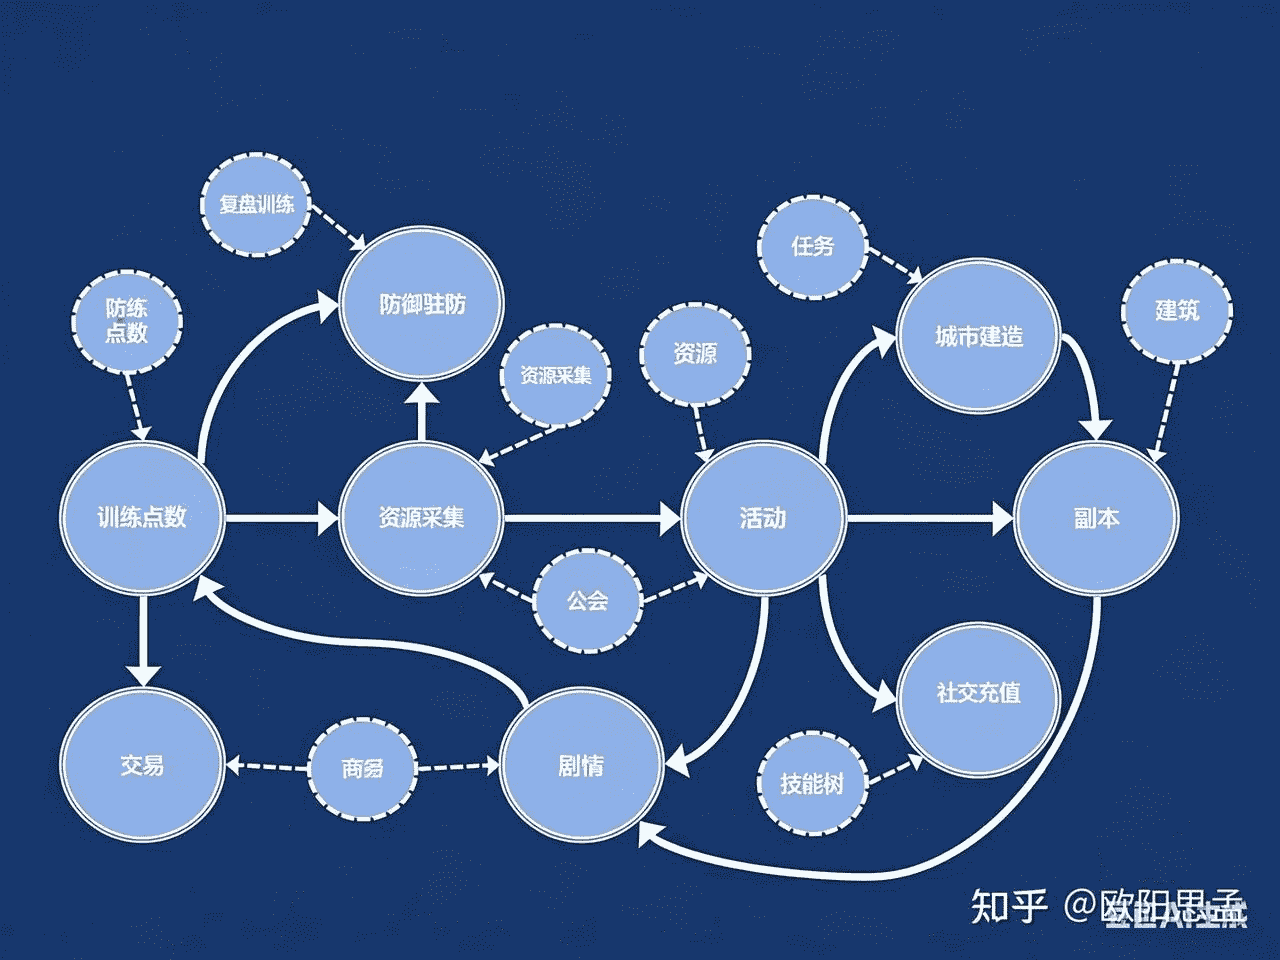 复盘训练
任务
防练
点数
防御驻防
建筑
城市建造
资源
资源采集
训练点数
资源采集
活动
副本
公会
社交充值
交易
商务
剧情
技能树
知乎 @欧阳思孟